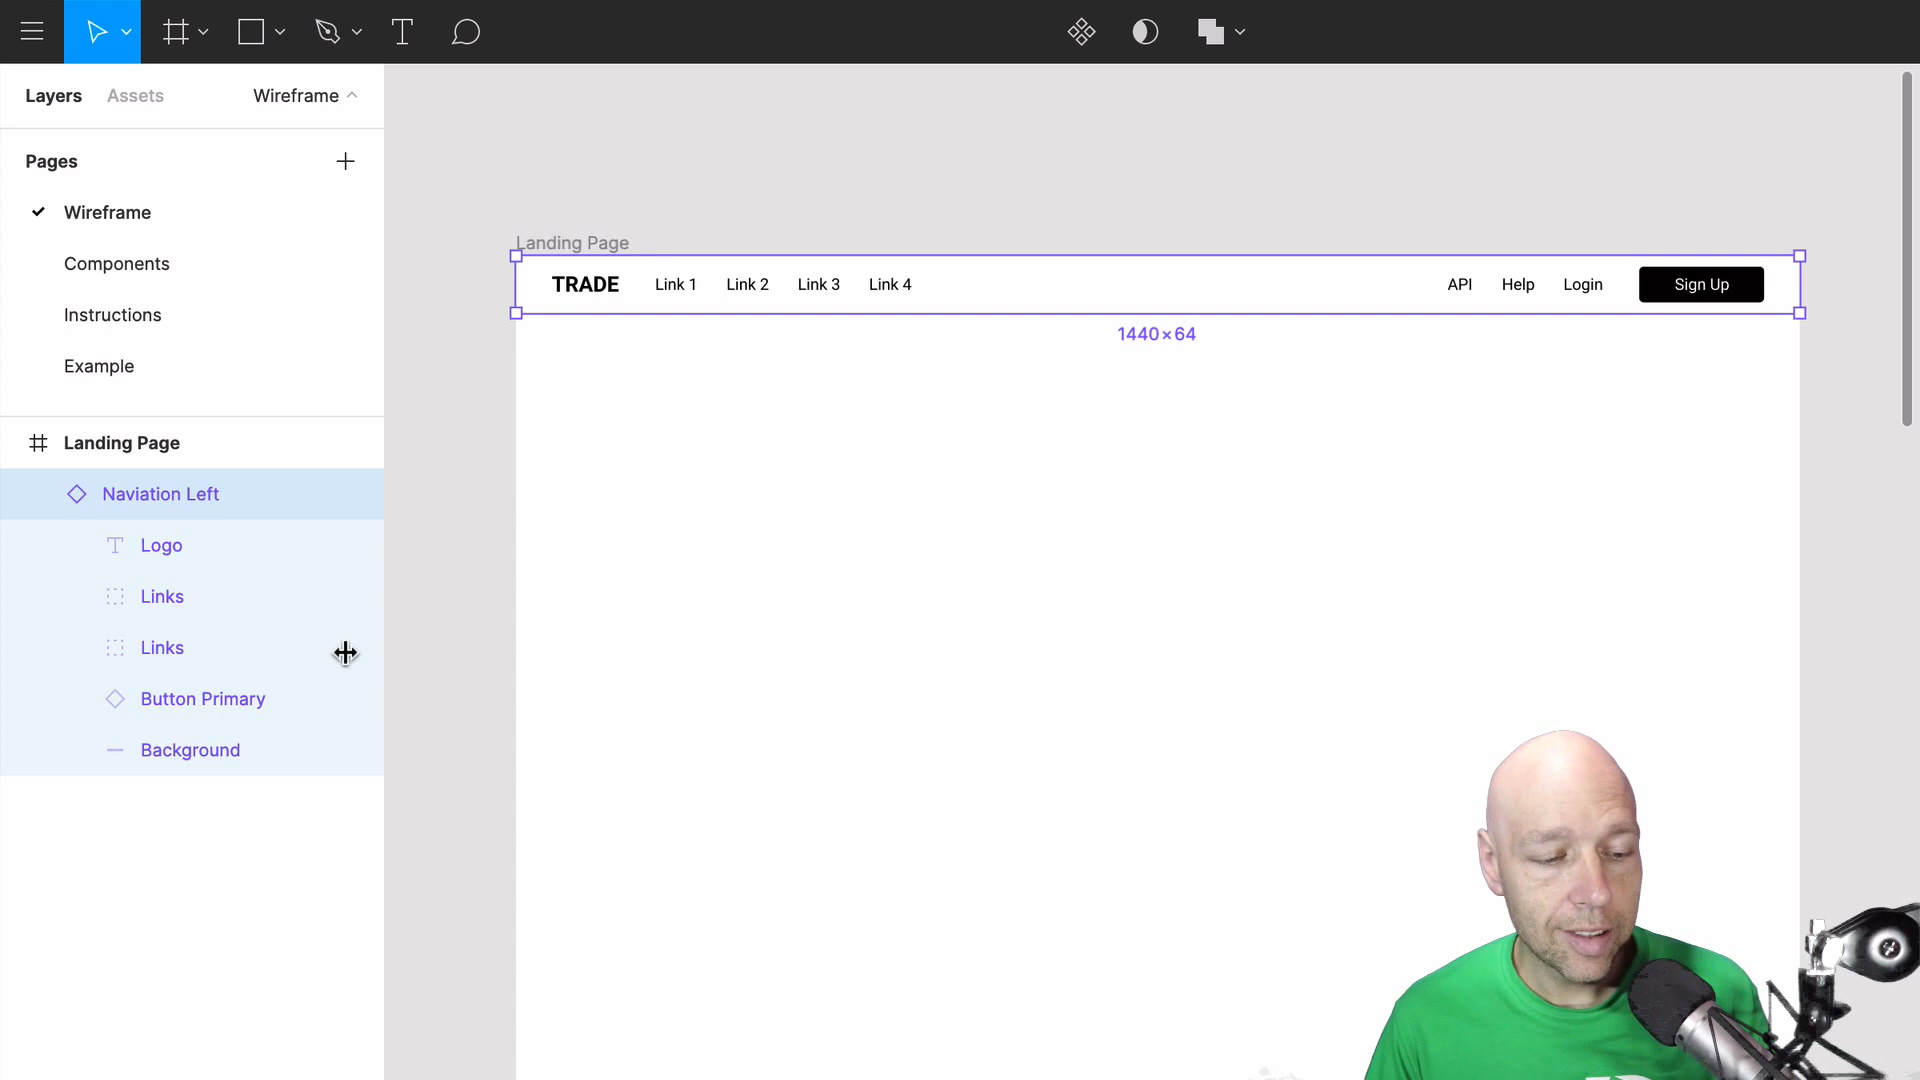 Layers Assets Wireframe
Pages
Wireframe
Components
Instructions
Example
Landing Page
Naviation Left
Logo
Links
Links
Button Primary
Background
Landing Page
TRADE Link 1 Link 2 Link 3 Link 4 API Help Login Sign Up
1440×64